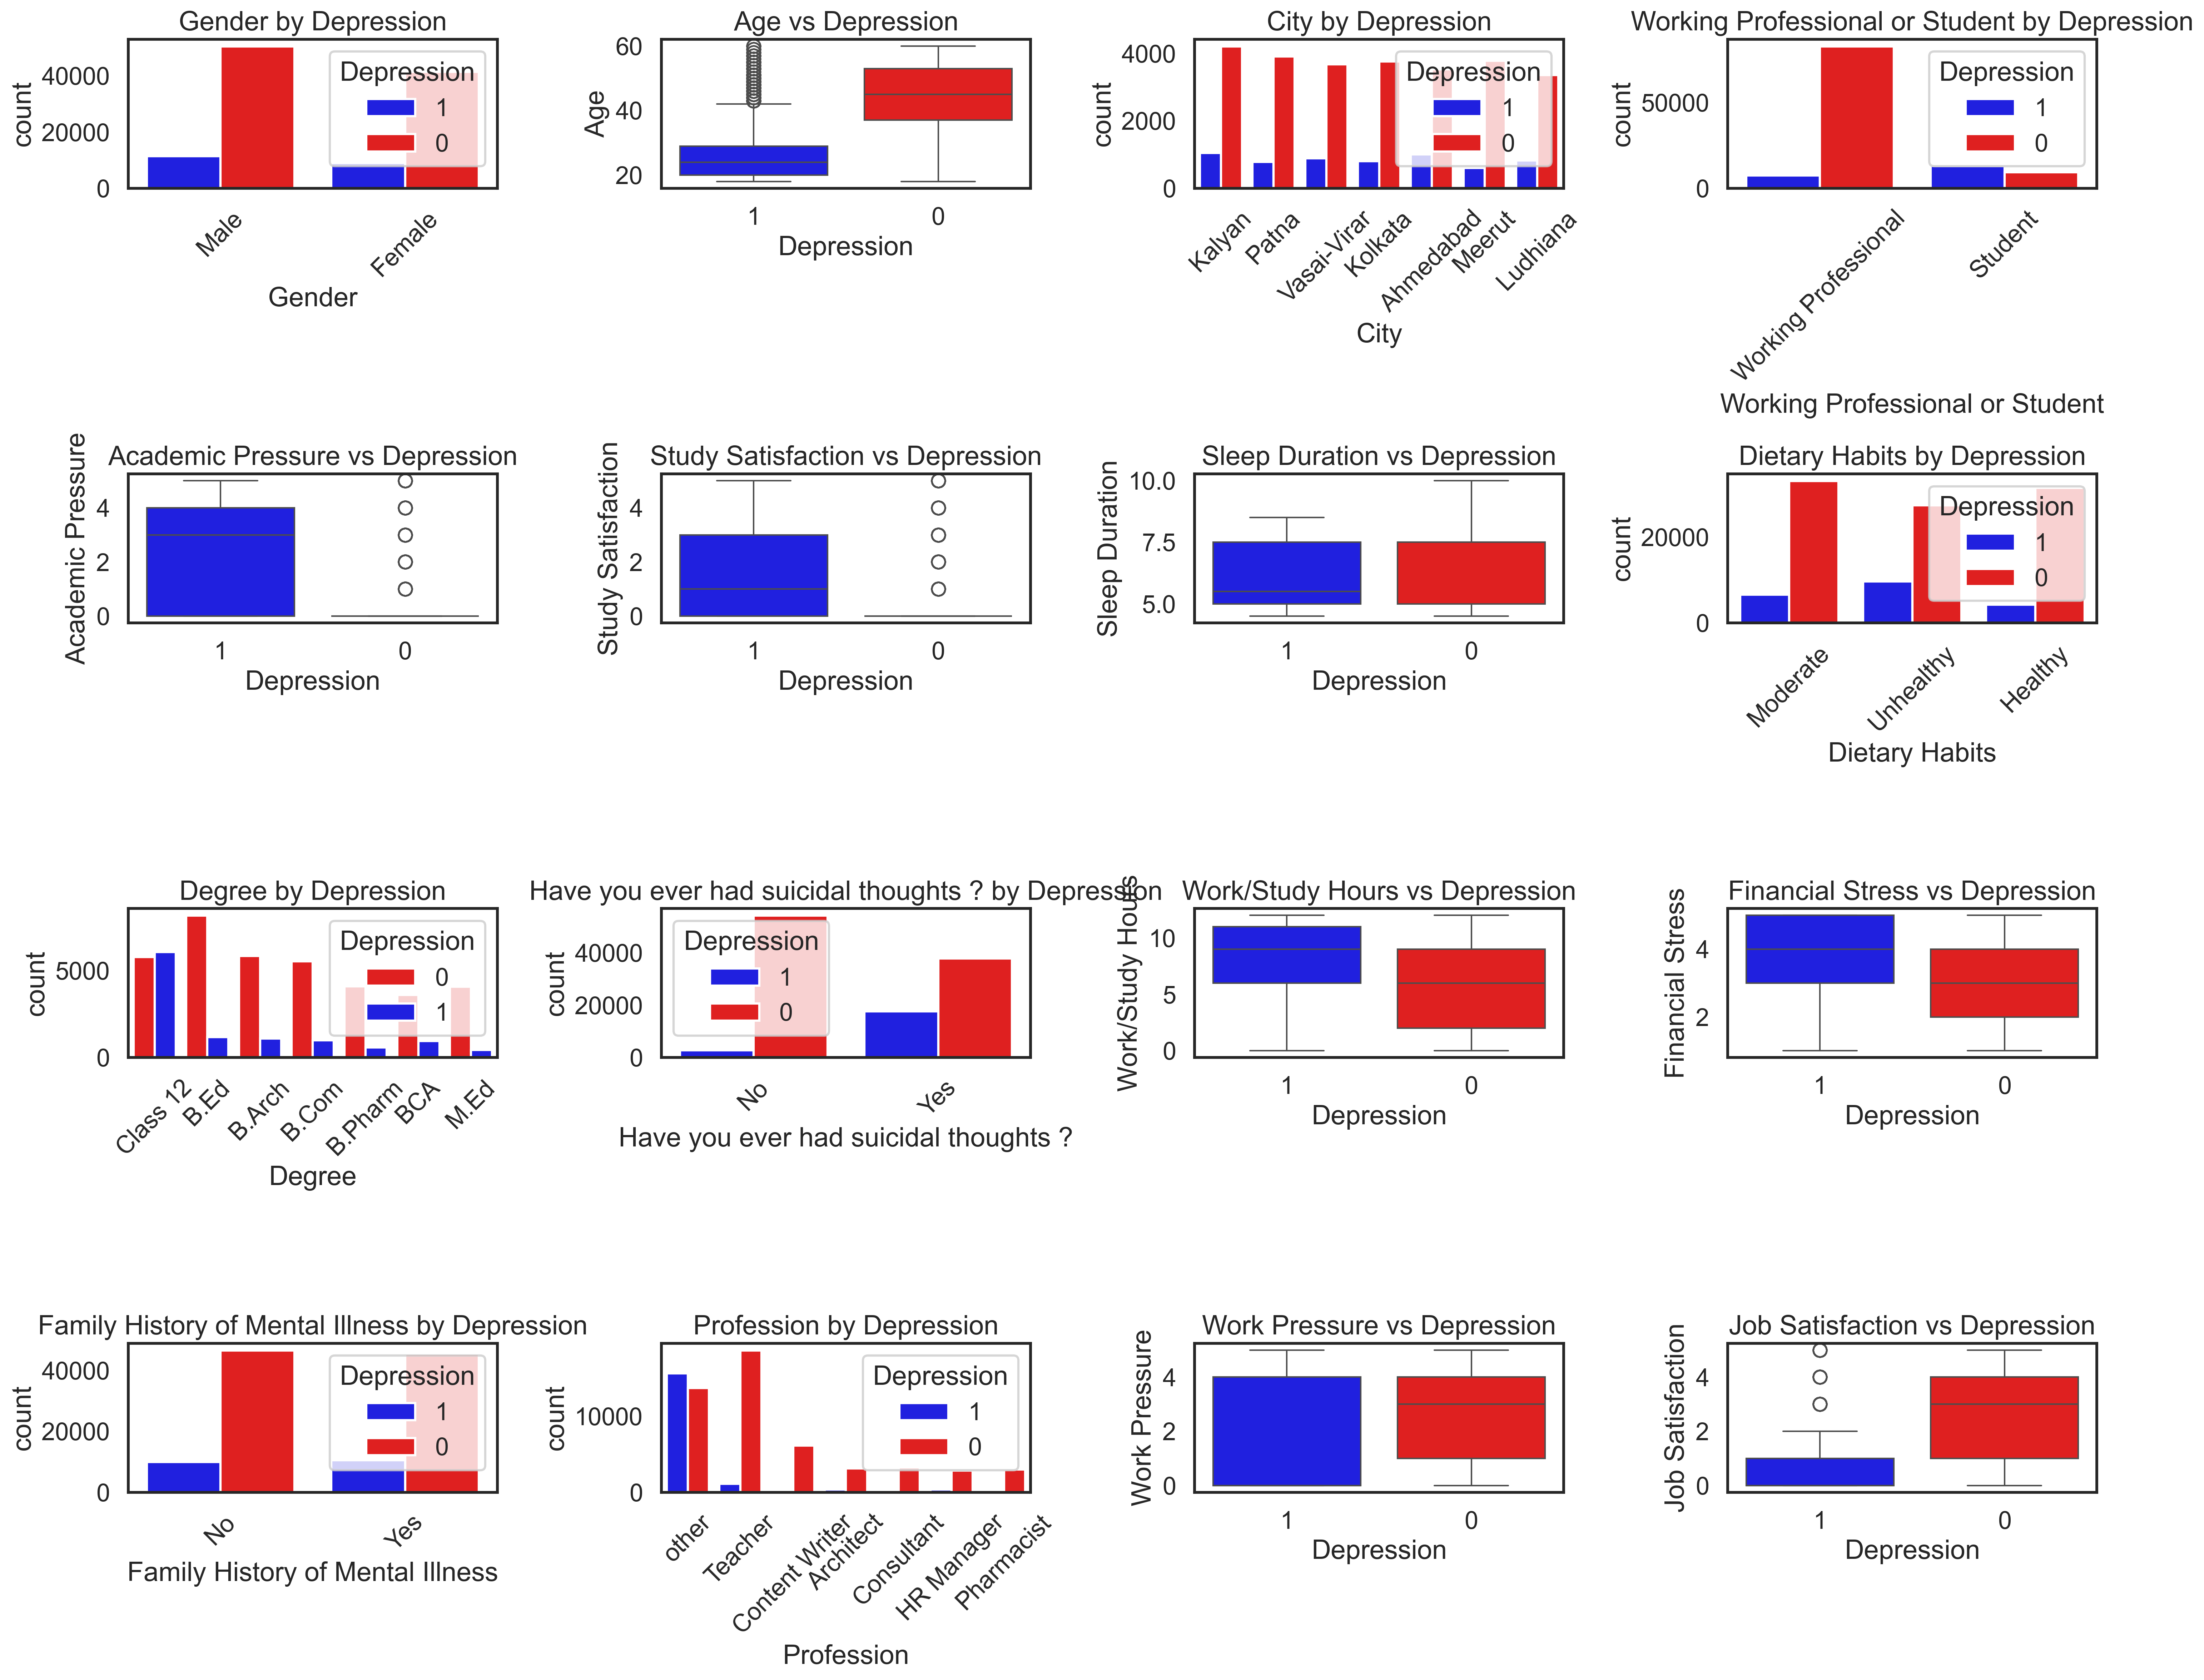 Gender by Depression
count
40000
20000
0
Depression
1
0
Male
Female
Gender
Age vs Depression
Age
60
40
20
1
0
Depression
City by Depression
count
4000
2000
0
Depression
1
0
Kalyan
Patna
Vasai-Virar
Kolkata
Ahmedabad
Meerut
Ludhiana
City
Working Professional or Student by Depression
count
50000
0
Depression
1
0
Working Professional
Student
Working Professional or Student
Academic Pressure vs Depression
Academic Pressure
4
2
0
1
0
Depression
Study Satisfaction vs Depression
Study Satisfaction
4
2
0
1
0
Depression
Sleep Duration vs Depression
Sleep Duration
10.0
7.5
5.0
1
0
Depression
Dietary Habits by Depression
count
20000
0
Depression
1
0
Moderate
Unhealthy
Healthy
Dietary Habits
Degree by Depression
count
5000
0
Depression
0
1
Class 12
B.Ed
B.Arch
B.Com
B.Pharm
BCA
M.Ed
Degree
Have you ever had suicidal thoughts ? by Depression
count
40000
20000
0
Depression
1
0
No
Yes
Have you ever had suicidal thoughts ?
Work/Study Hours vs Depression
Work/Study Hours
10
5
0
1
0
Depression
Financial Stress vs Depression
Financial Stress
4
2
1
0
Depression
Family History of Mental Illness by Depression
count
40000
20000
0
Depression
1
0
No
Yes
Family History of Mental Illness
Profession by Depression
count
10000
0
Depression
1
0
other
Teacher
Content Writer
Architect
Consultant
HR Manager
Pharmacist
Profession
Work Pressure vs Depression
Work Pressure
4
2
0
1
0
Depression
Job Satisfaction vs Depression
Job Satisfaction
4
2
0
1
0
Depression